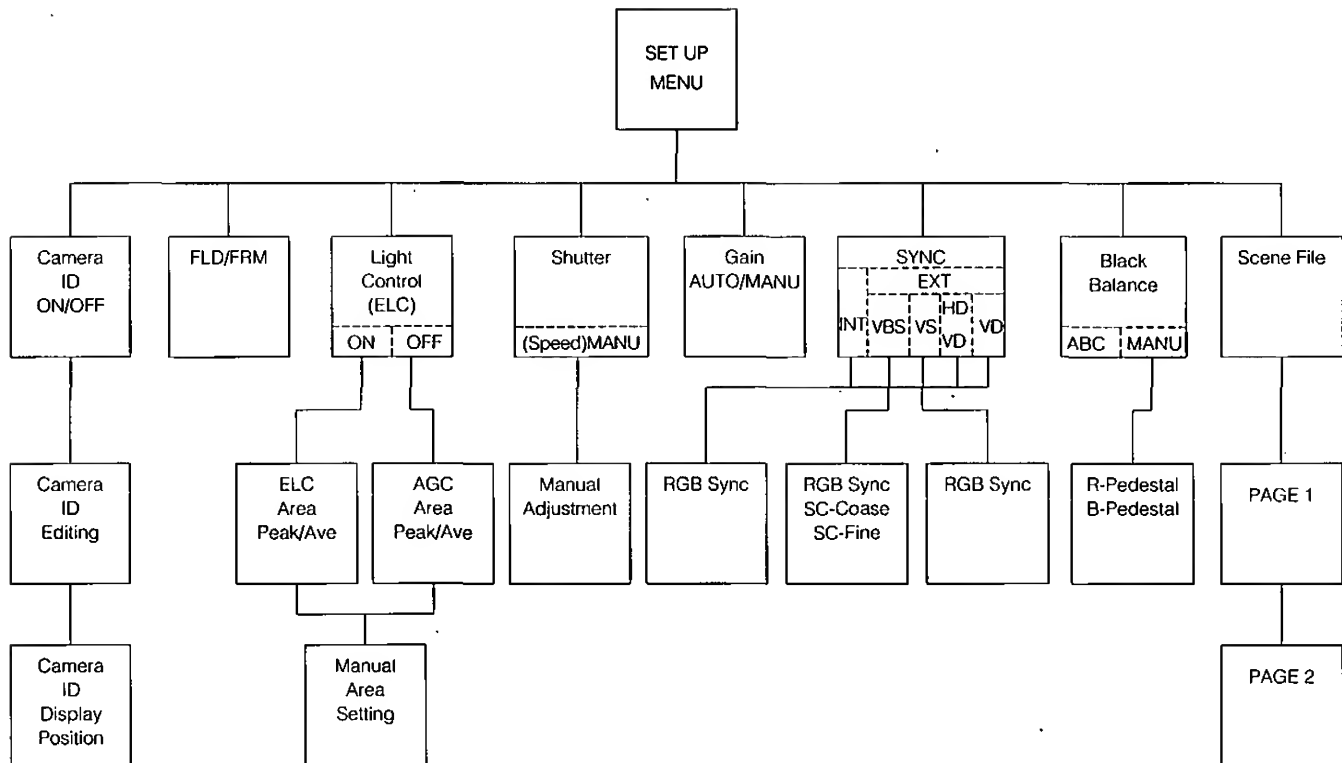 SET UP
MENU
Camera
ID
ON/OFF
FLD/FRM
Light
Control
(ELC)
ON
OFF
Shutter
(Speed)MANU
Gain
AUTO/MANU
SYNC
EXT
INT
VBS
VS
HD
VD
VD
Black
Balance
ABC
MANU
Scene File
Camera
ID
Editing
ELC
Area
Peak/Ave
AGC
Area
Peak/Ave
Manual
Adjustment
RGB Sync
RGB Sync
SC-Coase
SC-Fine
RGB Sync
R-Pedestal
B-Pedestal
PAGE 1
Camera
ID
Display
Position
Manual
Area
Setting
PAGE 2